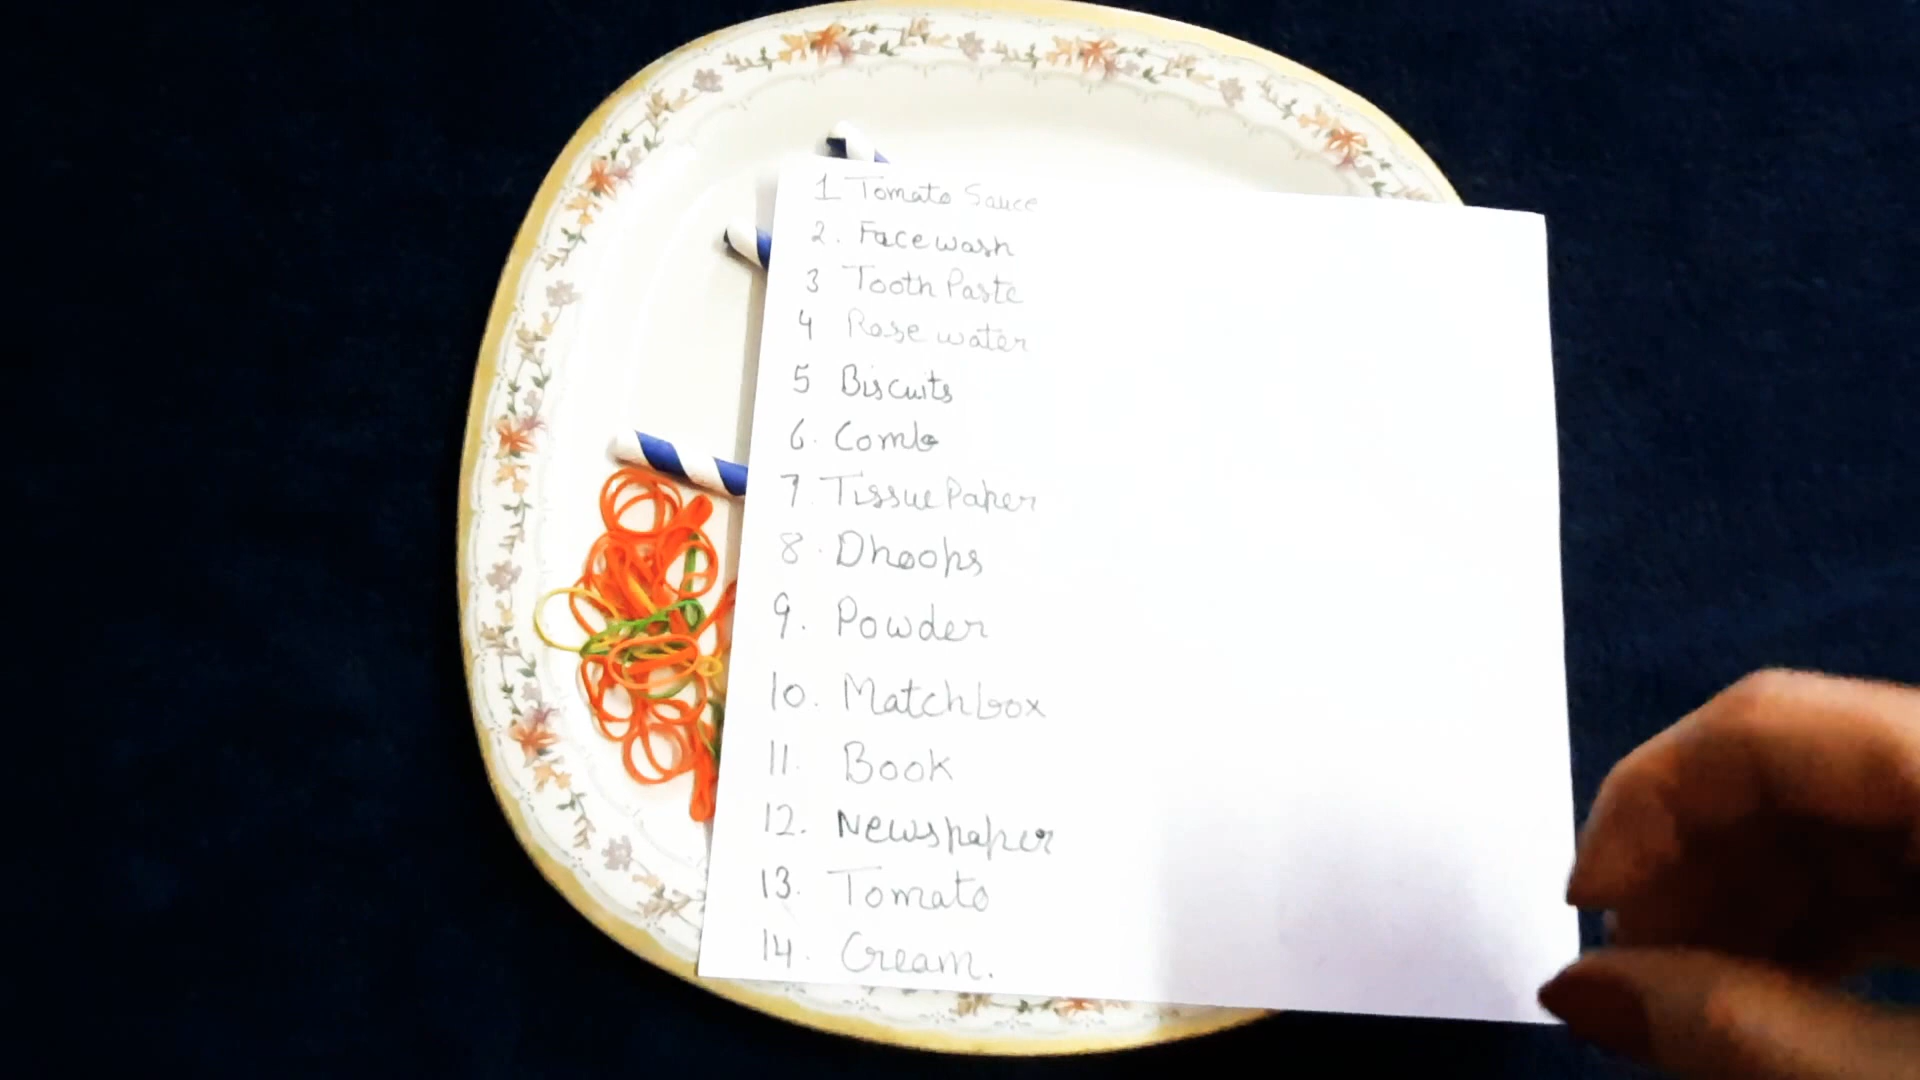 1 Tomato Sauce
2. Facewash
3 Tooth Paste
4 Rose water
5 Biscuits
6. Comb
7. Tissue Paper
8. Dhoops
9. Powder
10. Matchbox
11. Book
12. Newspaper
13. Tomato
14. Cream.